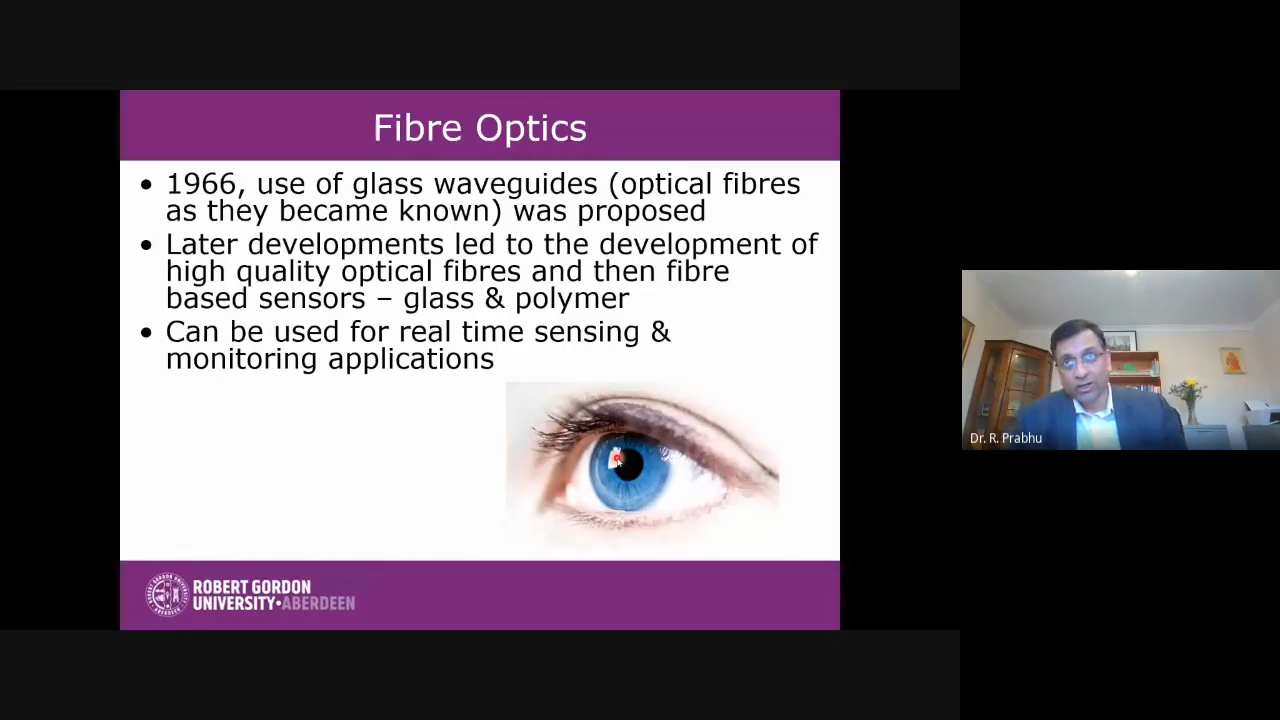 Fibre Optics
• 1966, use of glass waveguides (optical fibres
as they became known) was proposed
• Later developments led to the development of
high quality optical fibres and then fibre
based sensors – glass & polymer
• Can be used for real time sensing &
monitoring applications
ROBERT GORDON
UNIVERSITY•ABERDEEN
Dr. R. Prabhu